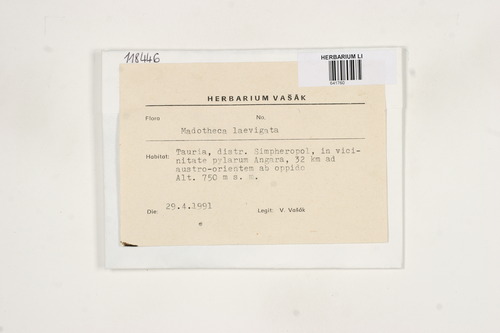 118446
HERBARIUM LI
541760
HERBARIUM VAŠÁK
Flora No.
Madotheca laevigata
Habitat: Tauria, distr. Simpheropol, in vici-
nitate pylarum Angara, 32 km ad
austro-orientem ab oppido
Alt. 750 m s. m.
Die: 29.4.1991 Legit: V. Vašák